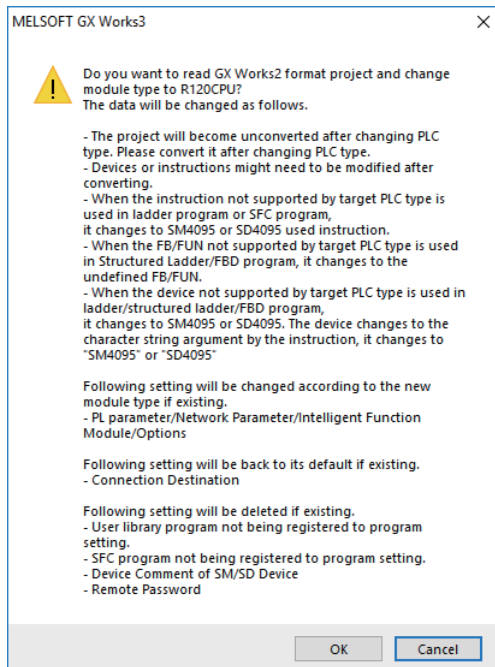 MELSOFT GX Works3
Do you want to read GX Works2 format project and change
module type to R120CPU?
The data will be changed as follows.
- The project will become unconverted after changing PLC
type. Please convert it after changing PLC type.
- Devices or instructions might need to be modified after
converting.
- When the instruction not supported by target PLC type is
used in ladder program or SFC program,
it changes to SM4095 or SD4095 used instruction.
- When the FB/FUN not supported by target PLC type is used
in Structured Ladder/FBD program, it changes to the
undefined FB/FUN.
- When the device not supported by target PLC type is used in
ladder/structured ladder/FBD program,
it changes to SM4095 or SD4095. The device changes to the
character string argument by the instruction, it changes to
"SM4095" or "SD4095"
Following setting will be changed according to the new
module type if existing.
- PL parameter/Network Parameter/Intelligent Function
Module/Options
Following setting will be back to its default if existing.
- Connection Destination
Following setting will be deleted if existing.
- User library program not being registered to program
setting.
- SFC program not being registered to program setting.
- Device Comment of SM/SD Device
- Remote Password
OK
Cancel